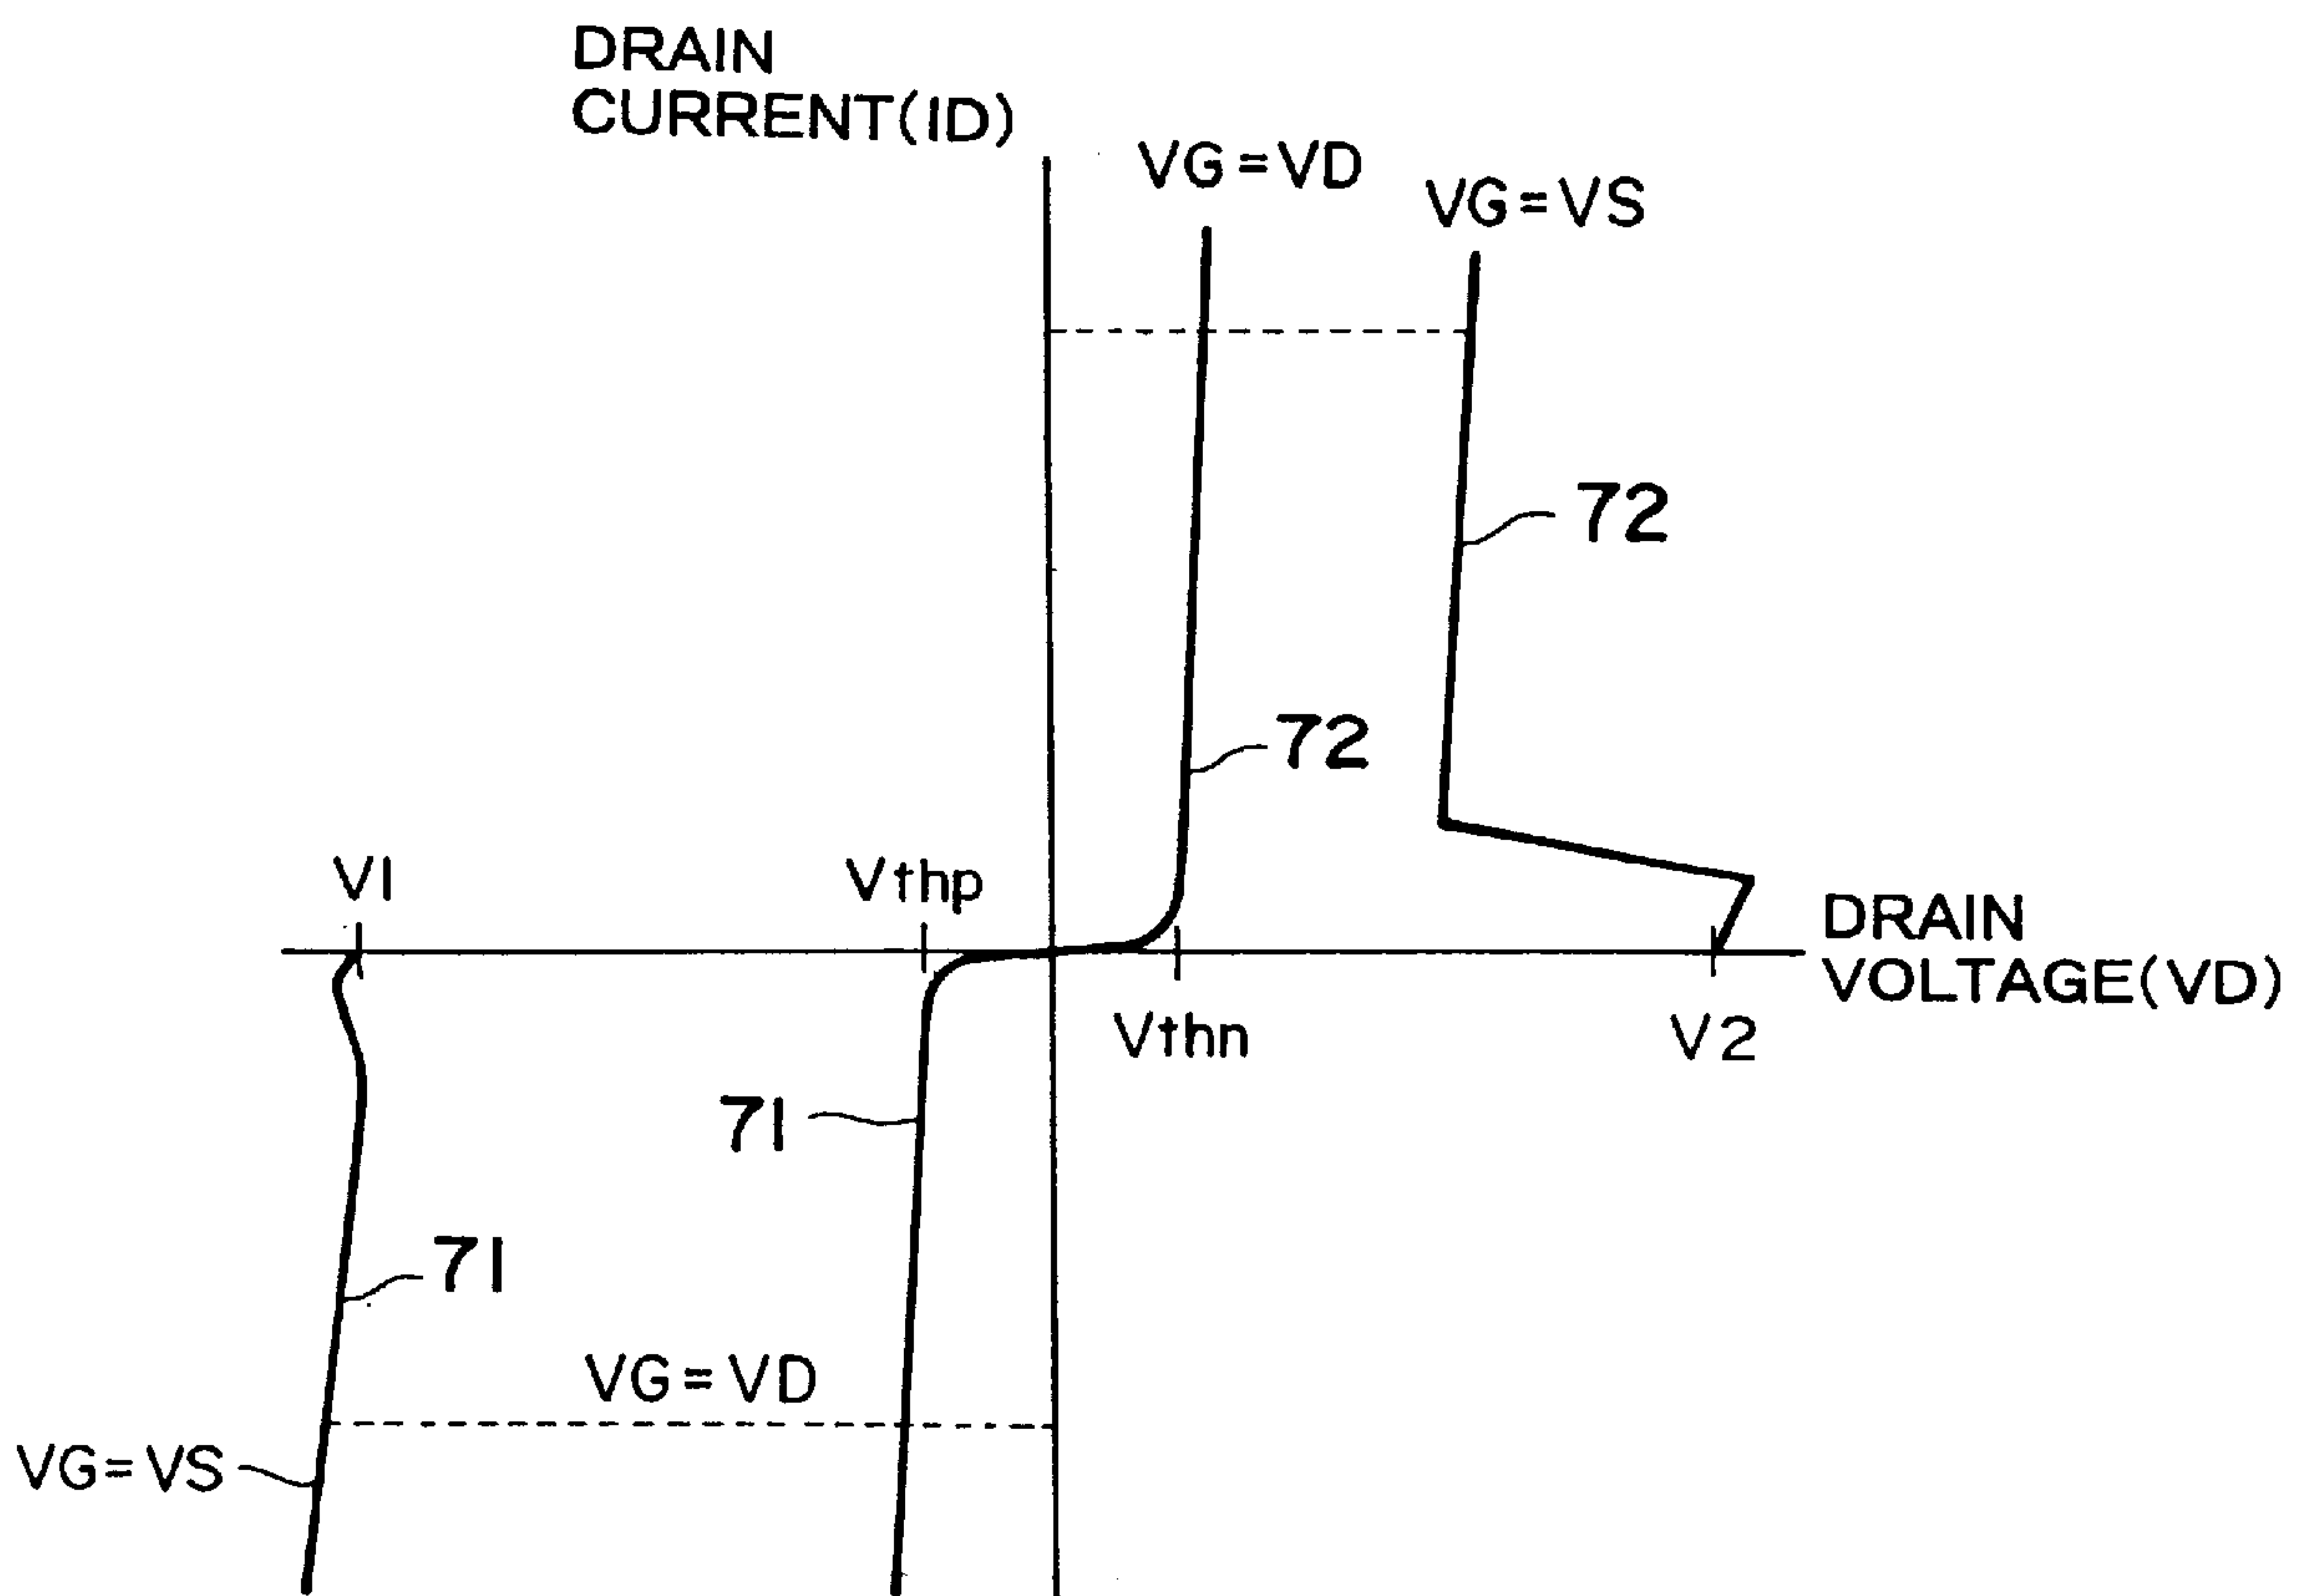 DRAIN
CURRENT(ID)
VG=VD
VG=VS
72
72
V1
Vthp
DRAIN
VOLTAGE(VD)
Vthn
V2
71
71
VG=VD
VG=VS